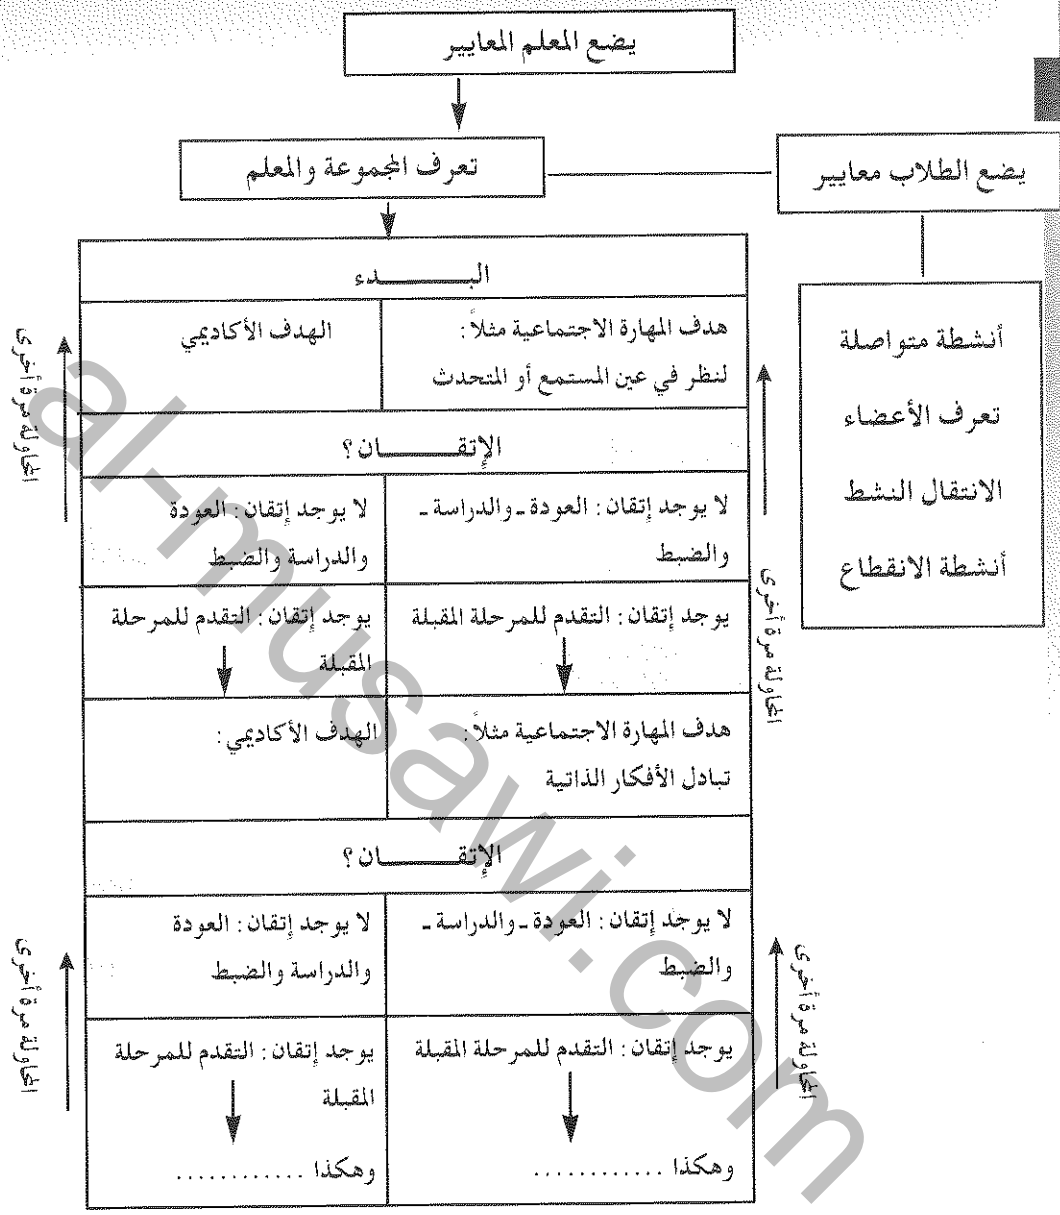 يضع المعلم المعايير
تعرف المجموعة والمعلم
يضع الطلاب معايير
أنشطة متواصلة
تعرف الأعضاء
الانتقال النشط
أنشطة الانقطاع
البـــــــــدء
هدف المهارة الاجتماعية مثلاً:
لنظر في عين المستمع أو المتحدث
الهدف الأكاديمي
الإتقـــــــــان؟
لا يوجد إتقان: العودة ـ والدراسة ـ
والضبط
لا يوجد إتقان: العودة
والدراسة والضبط
يوجد إتقان: التقدم للمرحلة المقبلة
يوجد إتقان: التقدم للمرحلة
المقبلة
هدف المهارة الاجتماعية مثلاً:
تبادل الأفكار الذاتية
الهدف الأكاديمي:
الإتقـــــــــان؟
لا يوجد إتقان: العودة ـ والدراسة ـ
والضبط
لا يوجد إتقان: العودة
والدراسة والضبط
يوجد إتقان: التقدم للمرحلة المقبلة
وهكذا ............
يوجد إتقان: التقدم للمرحلة
المقبلة
وهكذا ............
المحاولة مرة أخرى
المحاولة مرة أخرى
المحاولة مرة أخرى
المحاولة مرة أخرى
al-musawi.com